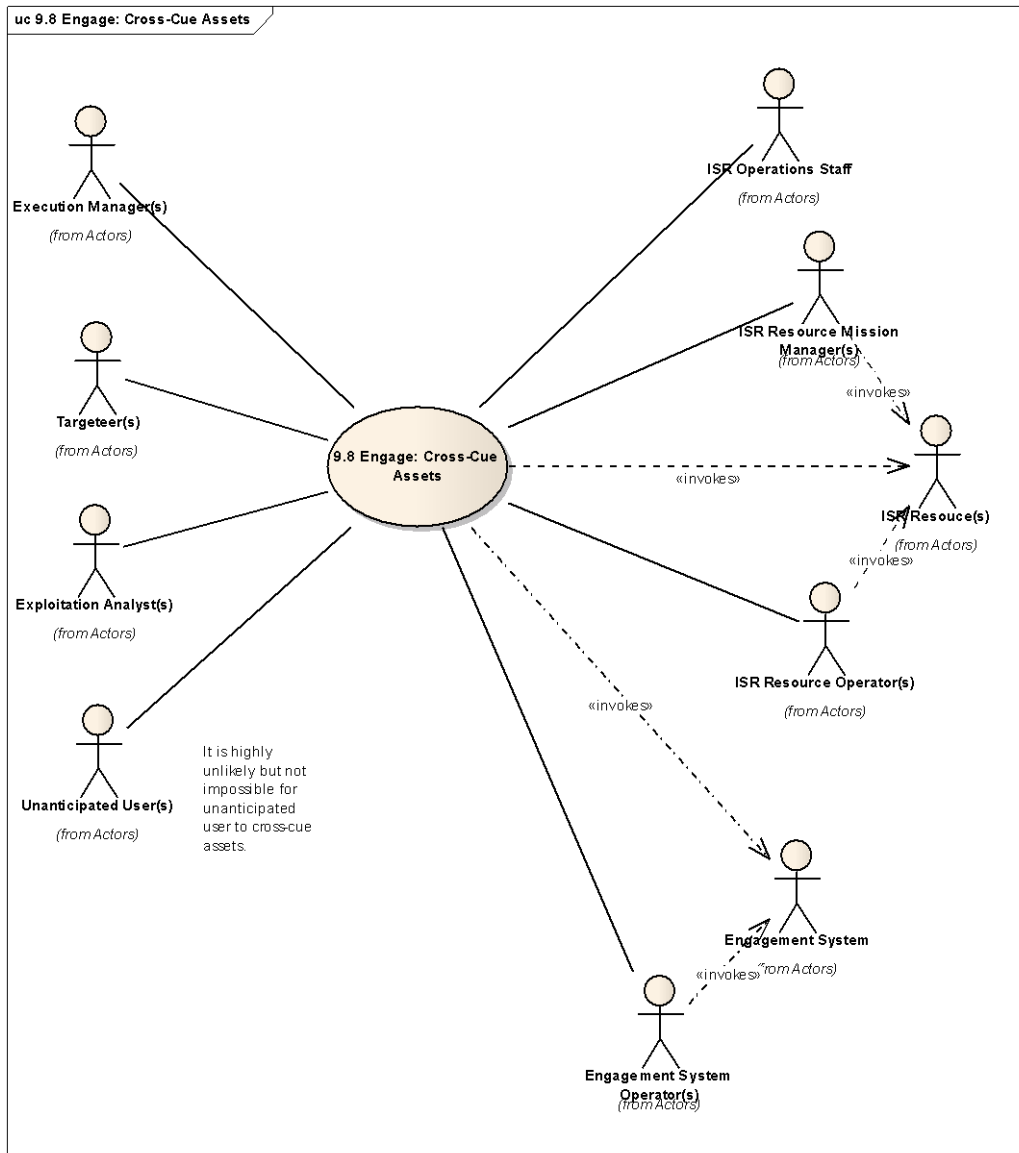 uc 9.8 Engage: Cross-Cue Assets
Execution Manager(s)
(from Actors)
ISR Operations Staff
(from Actors)
ISR Resource Mission
Manager(s)
(from Actors)
«invokes»
Targeteer(s)
(from Actors)
9.8 Engage: Cross-Cue
Assets
«invokes»
ISR Resouce(s)
(from Actors)
«invokes»
Exploitation Analyst(s)
(from Actors)
ISR Resource Operator(s)
(from Actors)
«invokes»
Unanticipated User(s)
(from Actors)
It is highly
unlikely but not
impossible for
unanticipated
user to cross-cue
assets.
Engagement System
(from Actors)
«invokes»
Engagement System
Operator(s)
(from Actors)